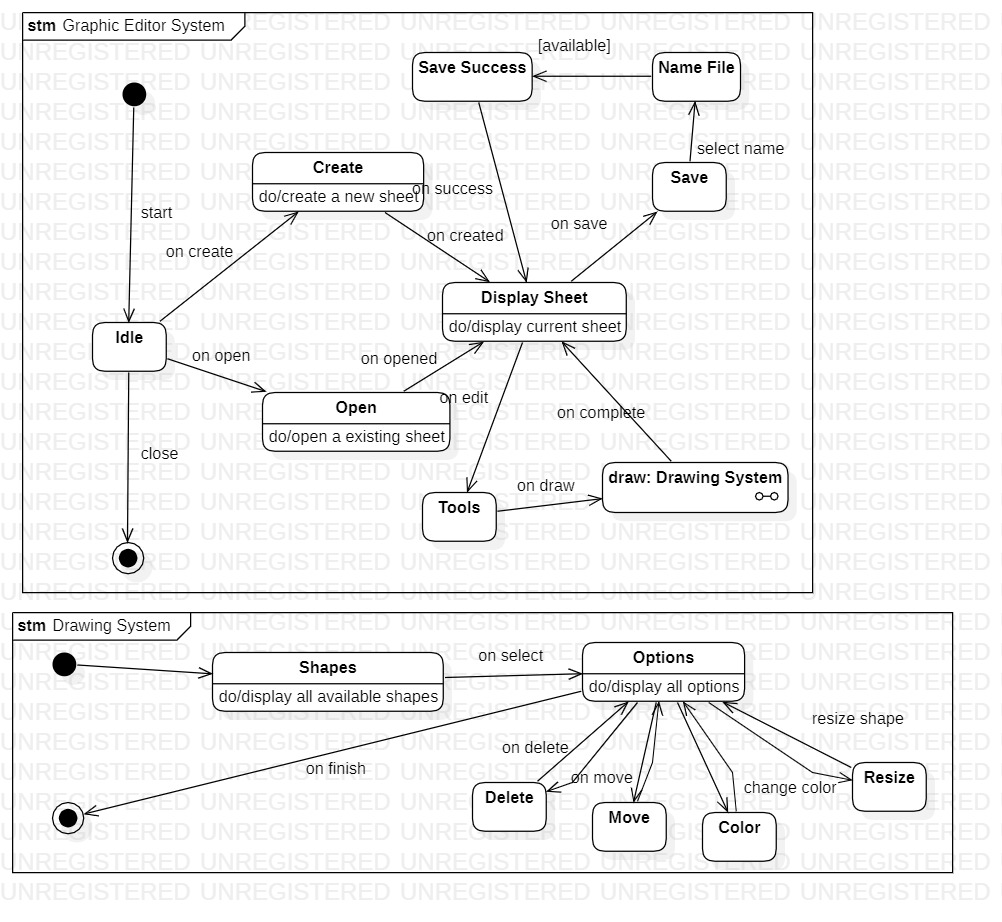 stm Graphic Editor System
[available]
Save Success
Name File
select name
Create
do/create a new sheet
Save
on success
start
on save
on created
on create
Display Sheet
do/display current sheet
Idle
on open
on opened
on edit
Open
do/open a existing sheet
on complete
close
draw: Drawing System
on draw
Tools
stm Drawing System
Shapes
do/display all available shapes
on select
Options
do/display all options
resize shape
on delete
on finish
on move
change color
Resize
Delete
Move
Color
UNREGISTERED